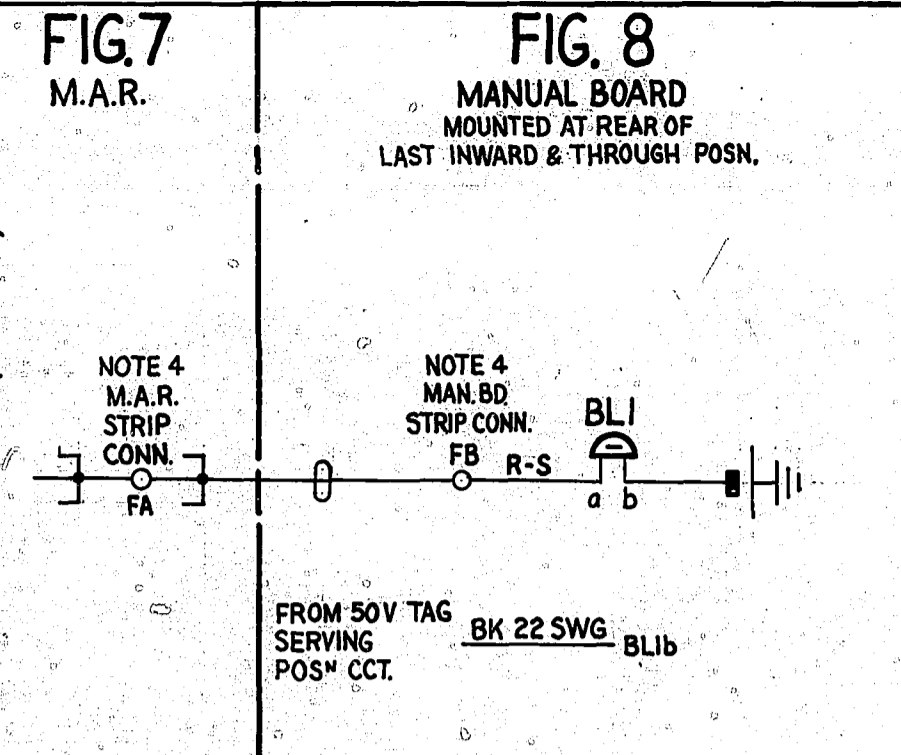 FIG.7
M.A.R.
FIG. 8
MANUAL BOARD
MOUNTED AT REAR OF
LAST INWARD & THROUGH POSN.
NOTE 4
M.A.R.
STRIP
CONN.
FA
NOTE 4
MAN.BD.
STRIP CONN.
FB
R-S
BL1
a b
FROM 50V TAG
SERVING
POSN CCT.
BK 22 SWG
BL1b